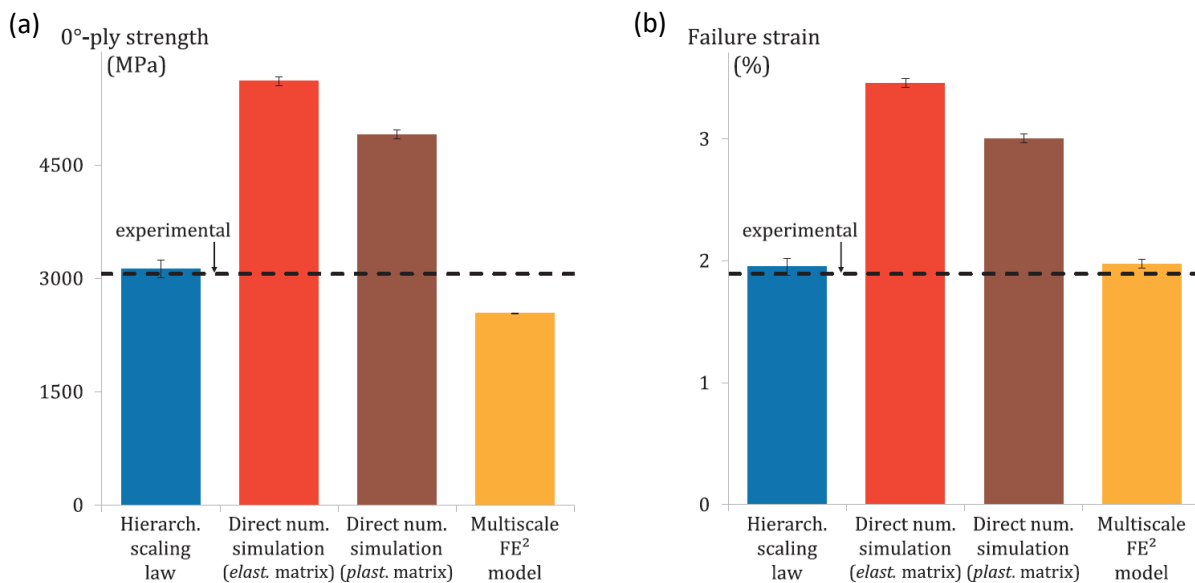 (a)
0°-ply strength
(MPa)
4500
3000
1500
0
experimental
Hierarch.
scaling
law
Direct num.
simulation
(elast. matrix)
Direct num.
simulation
(plast. matrix)
Multiscale
FE²
model
(b)
Failure strain
(%)
3
2
1
0
experimental
Hierarch.
scaling
law
Direct num.
simulation
(elast. matrix)
Direct num.
simulation
(plast. matrix)
Multiscale
FE²
model